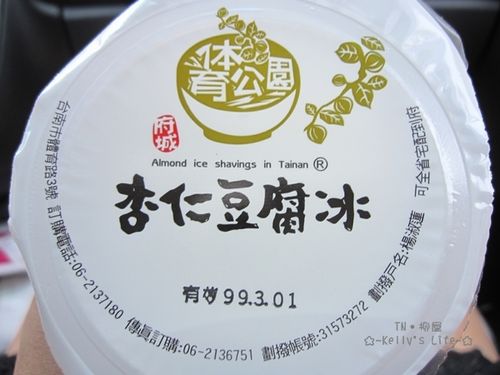 体育公園
府城
Almond ice shavings in Tainan ®
杏仁豆腐冰
有效 99.3.01
台南市體育路3號 訂購電話:06-2137180 傳真訂購:06-2136751 劃撥帳號:31573272 劃撥戶名:楊淑蓮 可全省宅配到府
TN·柳屋
☆~Kelly's Life~☆